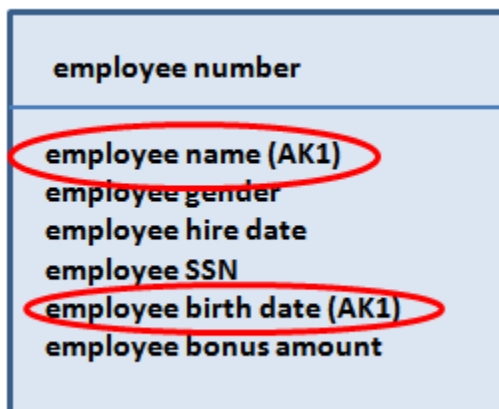 employee number
employee name (AK1)
employee gender
employee hire date
employee SSN
employee birth date (AK1)
employee bonus amount